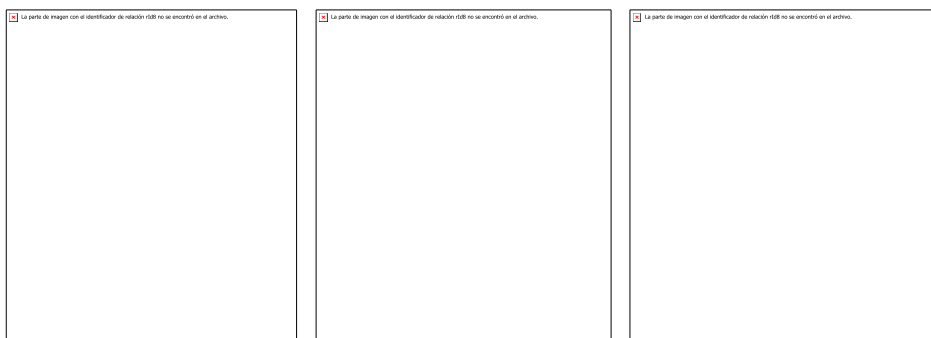 La parte de imagen con el identificador de relación rId8 no se encontró en el archivo.
La parte de imagen con el identificador de relación rId8 no se encontró en el archivo.
La parte de imagen con el identificador de relación rId8 no se encontró en el archivo.